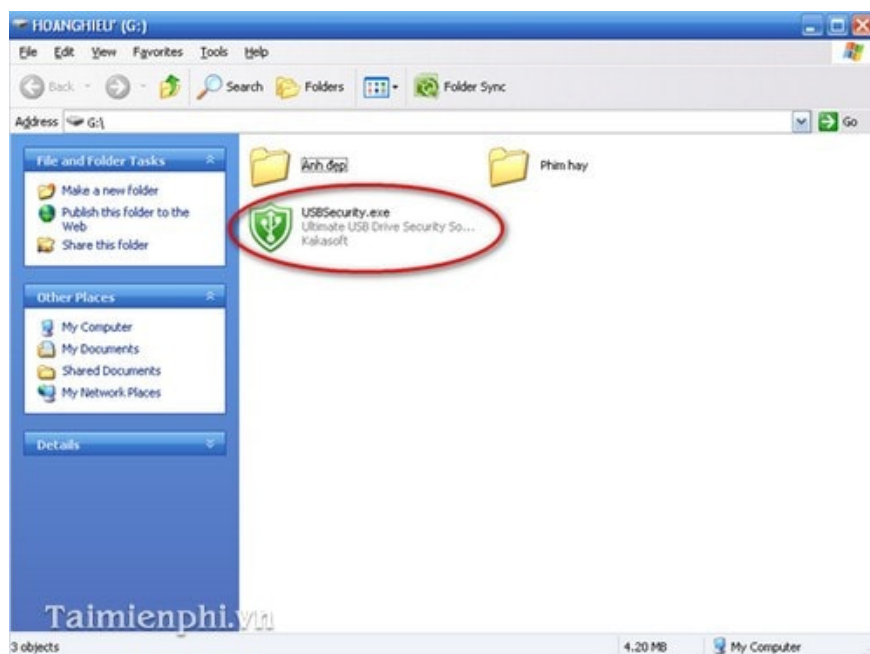 HOANGHIEU' (G:)
File Edit View Favorites Tools Help
Back Search Folders Folder Sync
Address G:\ Go
File and Folder Tasks
Make a new folder
Publish this folder to the
Web
Share this folder
Other Places
My Computer
My Documents
Shared Documents
My Network Places
Details
Ảnh đẹp Phim hay
USBSecurity.exe
Ultimate USB Drive Security So...
Kakasoft
Taimienphi.vn
3 objects 4.20 MB My Computer